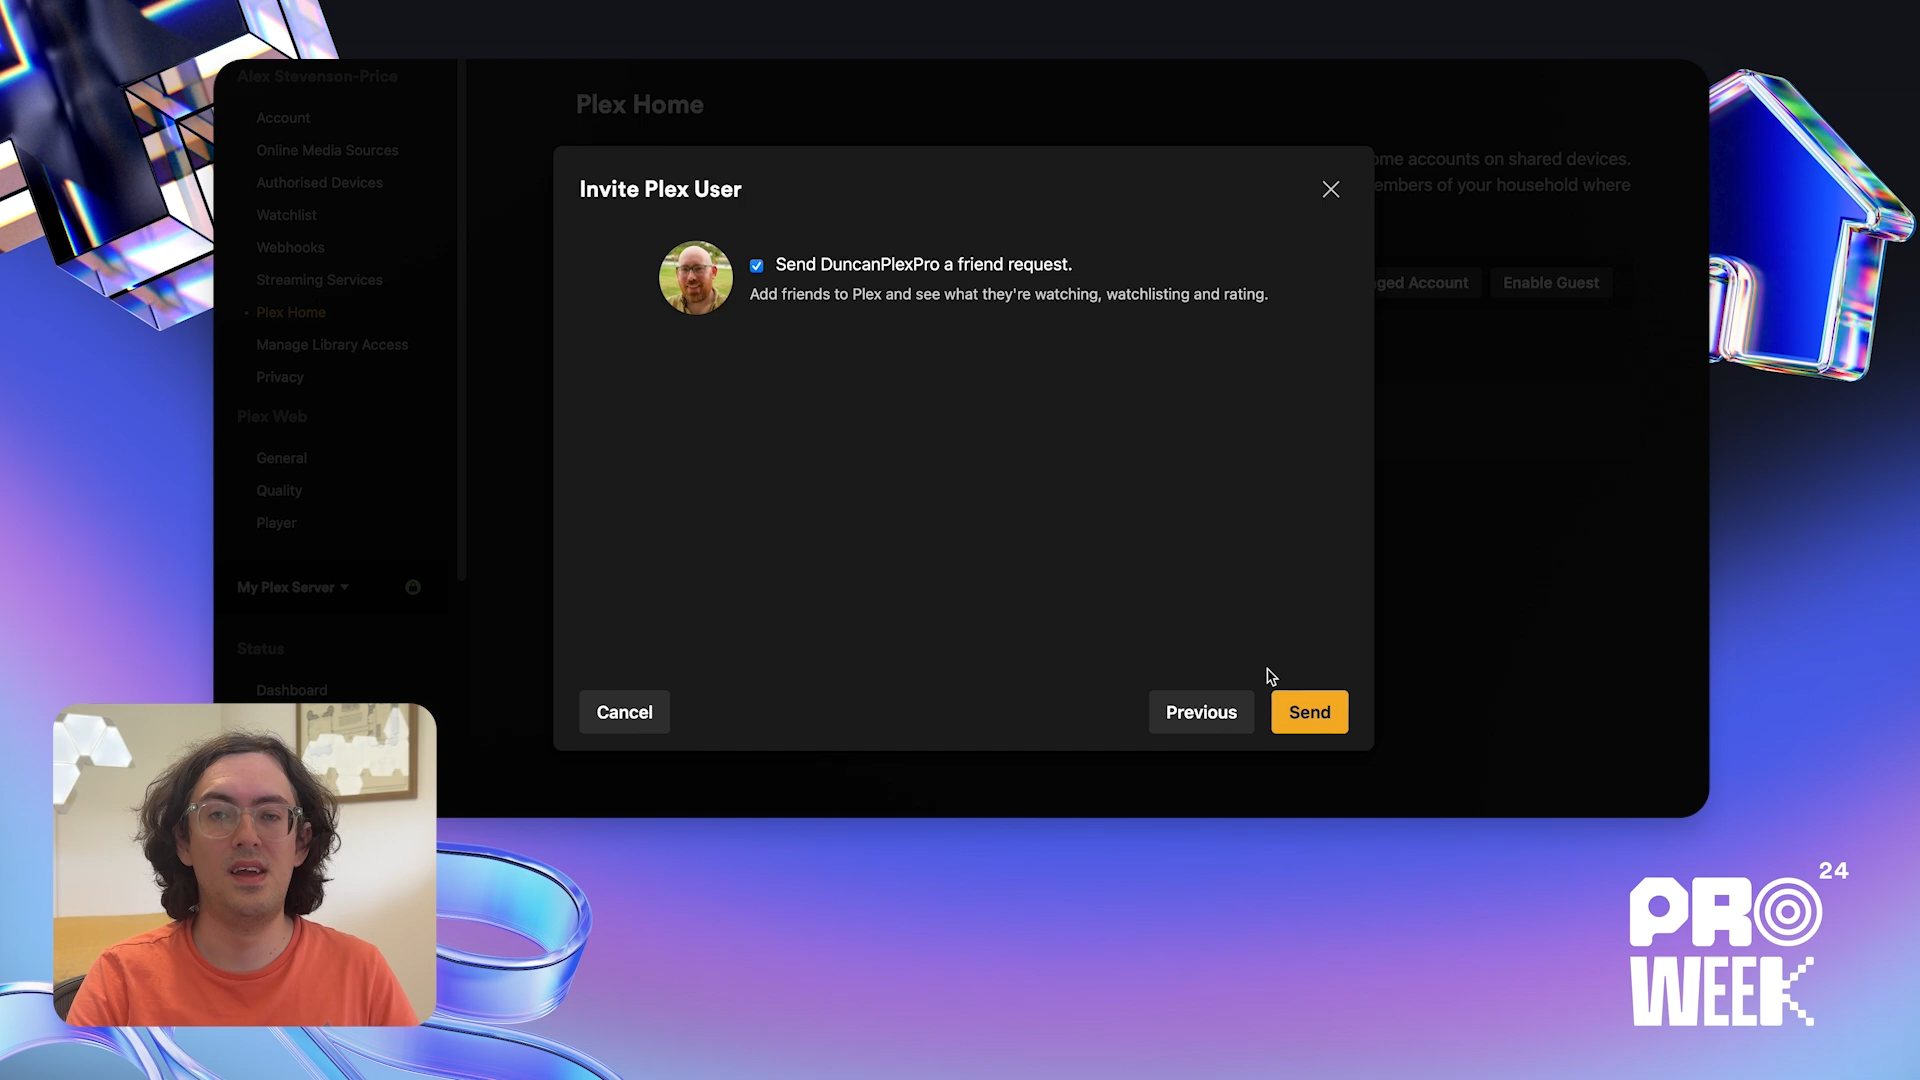 Alex Stevenson-Price
Account
Online Media Sources
Authorised Devices
Watchlist
Webhooks
Streaming Services
Plex Home
Manage Library Access
Privacy
Plex Web
General
Quality
Player
My Plex Server
Status
Dashboard
Plex Home
ome accounts on shared devices.
embers of your household where
ged Account
Enable Guest
Invite Plex User
Send DuncanPlexPro a friend request.
Add friends to Plex and see what they're watching, watchlisting and rating.
Cancel
Previous
Send
PRO 24
WEEK